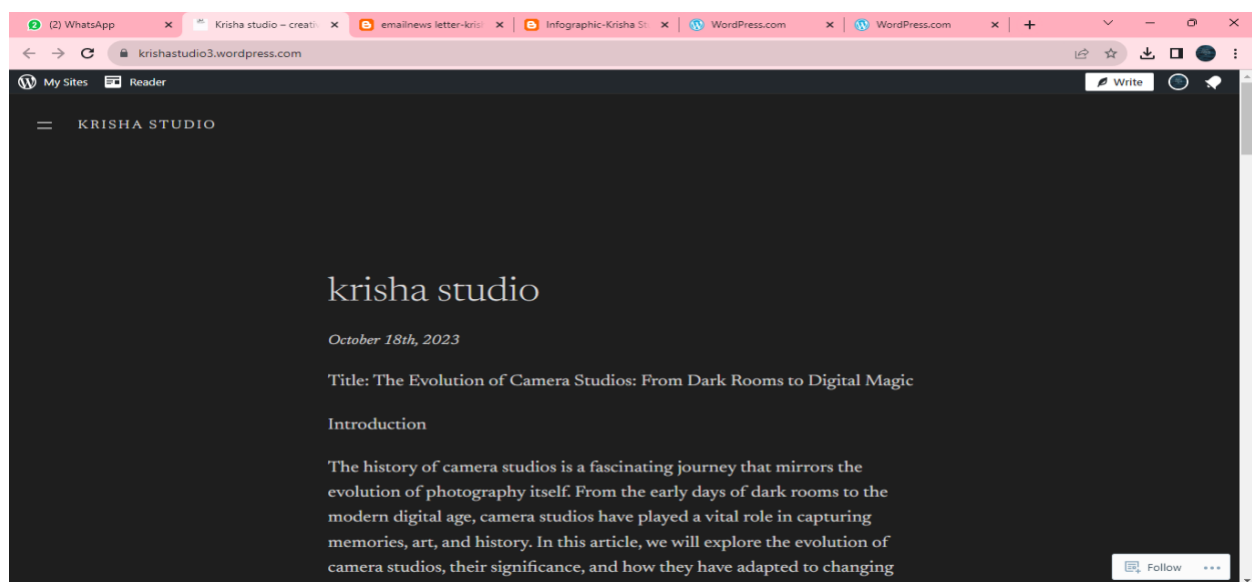 2 (2) WhatsApp Krisha studio – creativ emailnews letter-krish Infographic-Krisha St WordPress.com WordPress.com
krishastudio3.wordpress.com
My Sites Reader Write
KRISHA STUDIO
krisha studio
October 18th, 2023
Title: The Evolution of Camera Studios: From Dark Rooms to Digital Magic
Introduction
The history of camera studios is a fascinating journey that mirrors the
evolution of photography itself. From the early days of dark rooms to the
modern digital age, camera studios have played a vital role in capturing
memories, art, and history. In this article, we will explore the evolution of
camera studios, their significance, and how they have adapted to changing
Follow